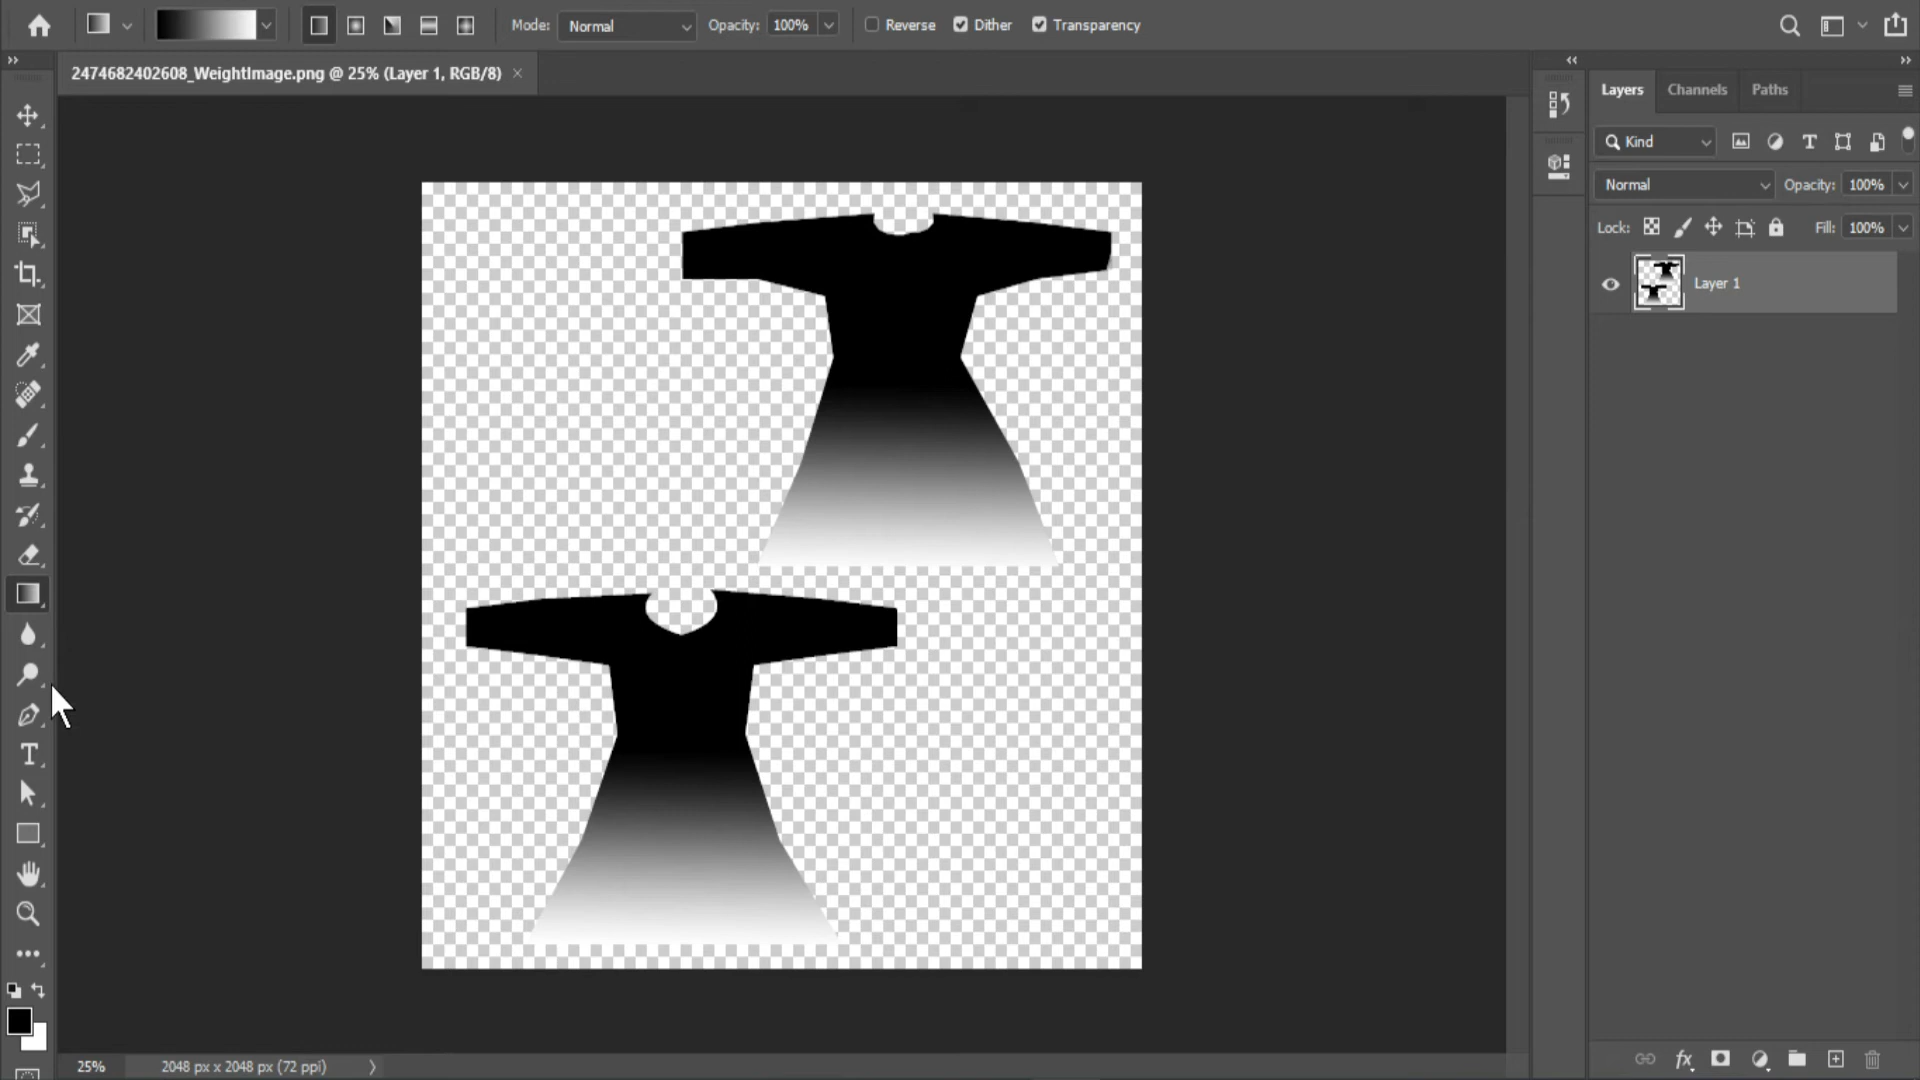 Mode: Normal Opacity: 100% Reverse Dither Transparency
2474682402608_WeightImage.png @ 25% (Layer 1, RGB/8) ×
Layers Channels Paths
Kind
Normal Opacity: 100%
Lock: Fill: 100%
Layer 1
25% 2048 px x 2048 px (72 ppi)